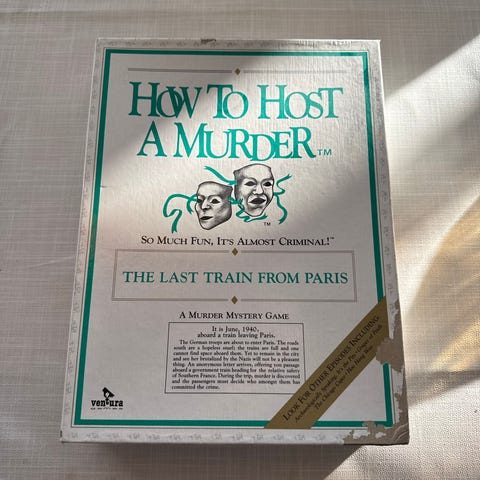 HOW TO HOST
A MURDER™
™
SO MUCH FUN, IT'S ALMOST CRIMINAL!™
THE LAST TRAIN FROM PARIS
A MURDER MYSTERY GAME
It is June, 1940,
aboard a train leaving Paris.
The German troops are about to enter Paris. The roads
south are a hopeless snarl; the trains are full and one
cannot find space aboard them. Yet to remain in the city
and see her brutalized by the Nazis will not be a pleasant
thing. An anonymous letter arrives, offering you passage
aboard a government train heading for the relative safety
of Southern France. During the trip, murder is discovered
and the passengers must decide who amongst them has
committed the crime.
ventura
games
LOOK FOR OTHER EPISODES INCLUDING:
The Chicago Caper